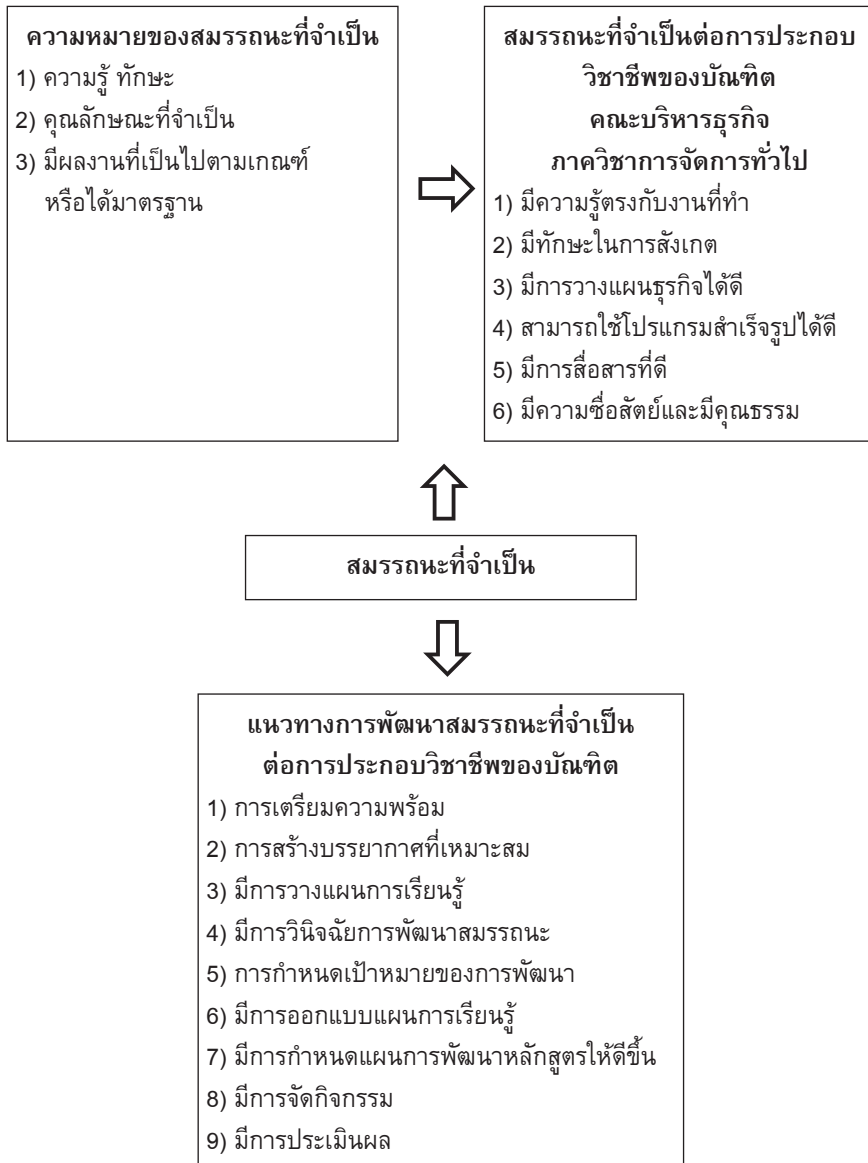 ความหมายของสมรรถนะที่จำเป็น
1) ความรู้ ทักษะ
2) คุณลักษณะที่จำเป็น
3) มีผลงานที่เป็นไปตามเกณฑ์
หรือได้มาตรฐาน
สมรรถนะที่จำเป็นต่อการประกอบ
วิชาชีพของบัณฑิต
คณะบริหารธุรกิจ
ภาควิชาการจัดการทั่วไป
1) มีความรู้ตรงกับงานที่ทำ
2) มีทักษะในการสังเกต
3) มีการวางแผนธุรกิจได้ดี
4) สามารถใช้โปรแกรมสำเร็จรูปได้ดี
5) มีการสื่อสารที่ดี
6) มีความซื่อสัตย์และมีคุณธรรม
สมรรถนะที่จำเป็น
แนวทางการพัฒนาสมรรถนะที่จำเป็น
ต่อการประกอบวิชาชีพของบัณฑิต
1) การเตรียมความพร้อม
2) การสร้างบรรยากาศที่เหมาะสม
3) มีการวางแผนการเรียนรู้
4) มีการวินิจฉัยการพัฒนาสมรรถนะ
5) การกำหนดเป้าหมายของการพัฒนา
6) มีการออกแบบแผนการเรียนรู้
7) มีการกำหนดแผนการพัฒนาหลักสูตรให้ดีขึ้น
8) มีการจัดกิจกรรม
9) มีการประเมินผล